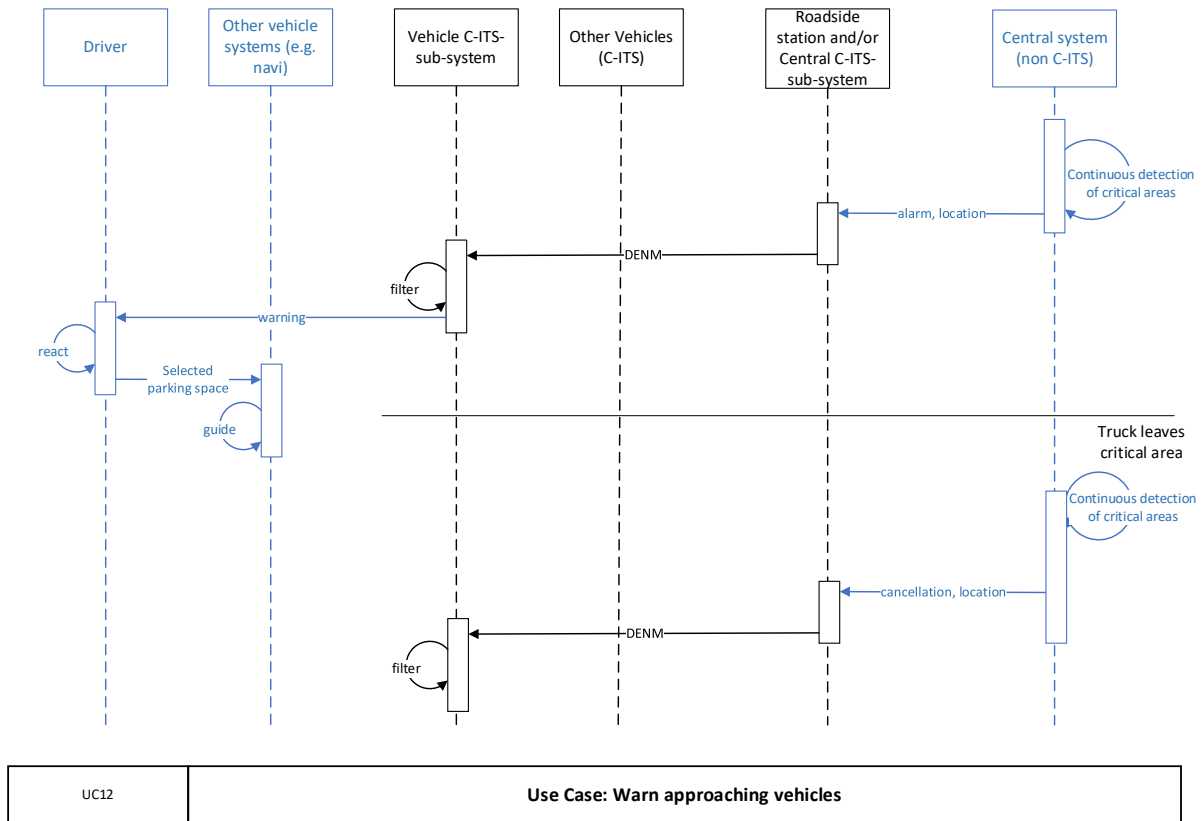 Driver
Other vehicle
systems (e.g.
navi)
Vehicle C-ITS-
sub-system
Other Vehicles
(C-ITS)
Roadside
station and/or
Central C-ITS-
sub-system
Central system
(non C-ITS)
Continuous detection
of critical areas
alarm, location
DENM
filter
warning
react
Selected
parking space
guide
Truck leaves
critical area
Continuous detection
of critical areas
cancellation, location
DENM
filter
UC12
Use Case: Warn approaching vehicles